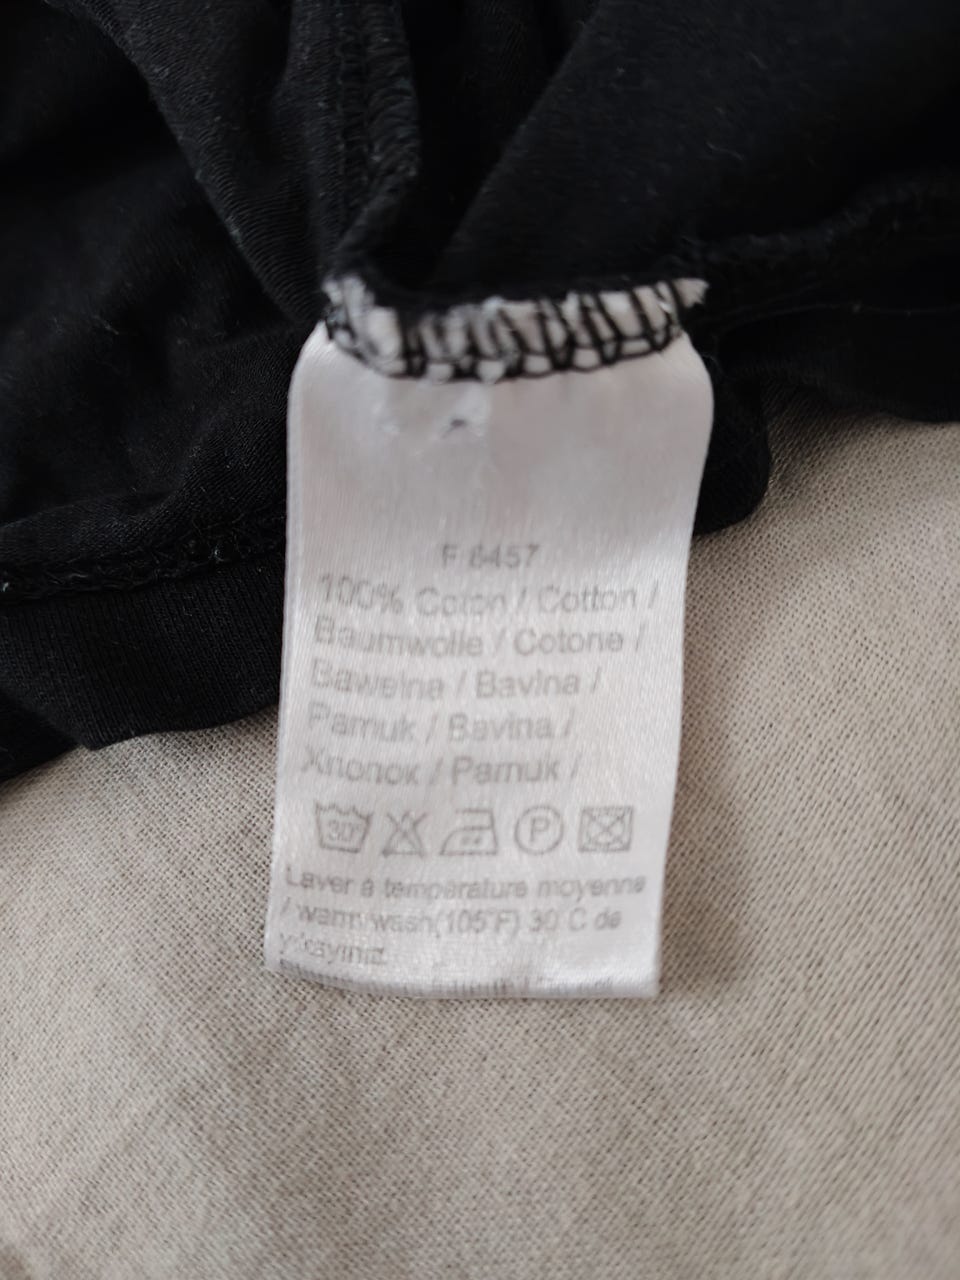 F 6457
100% Coton / Cotton /
Baumwolle / Cotone /
Bawełna / Bavlna /
Pamuk / Bavlna /
Хлопок / Pamuk /
30° P
Laver à température moyenne
/ warm wash(105°F) 30 C de
yıkayınız